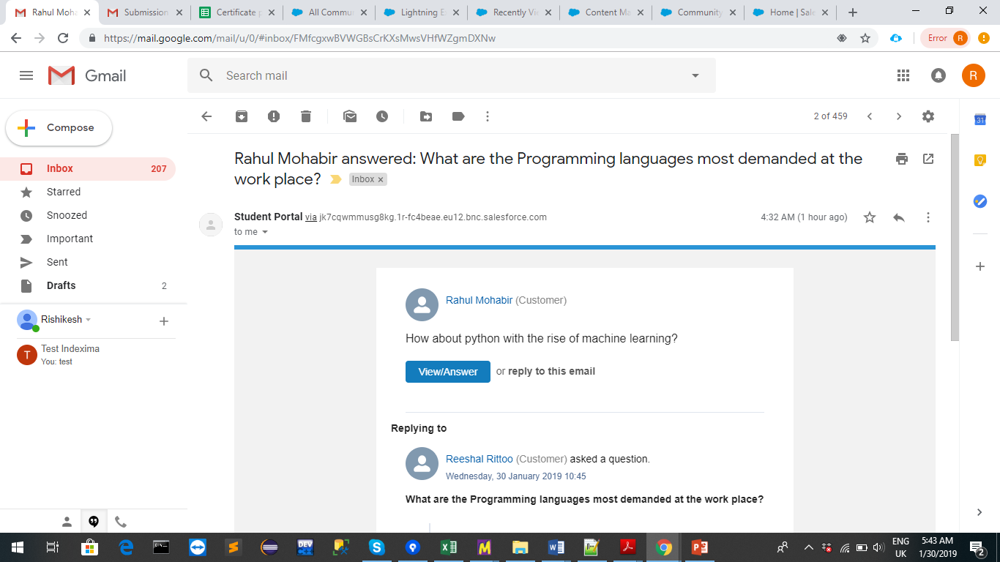 Rahul Moha
Submission
Certificate p
All Commu
Lightning E
Recently Vi
Content Ma
Community
Home | Sale
https://mail.google.com/mail/u/0/#inbox/FMfcgxwBVWGBsCrKXsMwsVHfWZgmDXNw
Error R
Gmail
Search mail
R
Compose
2 of 459
31
Inbox 207
Starred
Snoozed
Important
Sent
Drafts 2
Rishikesh
T
Test Indexima
You: test
Rahul Mohabir answered: What are the Programming languages most demanded at the
work place? Inbox x
Student Portal via jk7cqwmmusg8kg.1r-fc4beae.eu12.bnc.salesforce.com
4:32 AM (1 hour ago)
to me
Rahul Mohabir (Customer)
How about python with the rise of machine learning?
View/Answer or reply to this email
Replying to
Reeshal Rittoo (Customer) asked a question.
Wednesday, 30 January 2019 10:45
What are the Programming languages most demanded at the work place?
DEV
ENG
UK
5:43 AM
1/30/2019
2